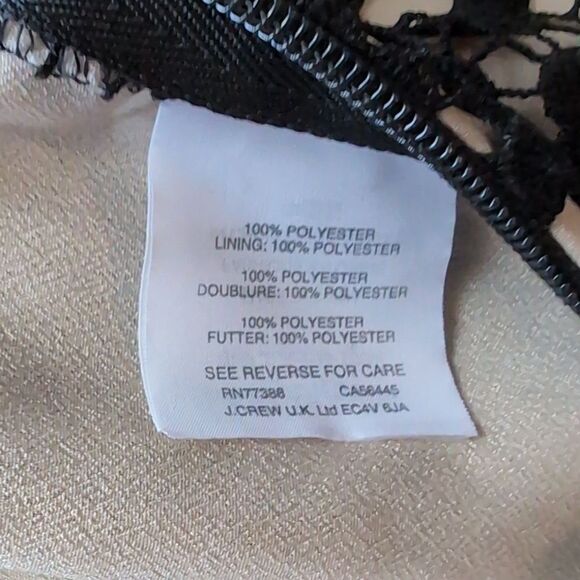 100% POLYESTER
LINING: 100% POLYESTER
100% POLYESTER
DOUBLURE: 100% POLYESTER
100% POLYESTER
FUTTER: 100% POLYESTER
SEE REVERSE FOR CARE
RN77388 CA56445
J.CREW U.K. Ltd EC4V 6JA